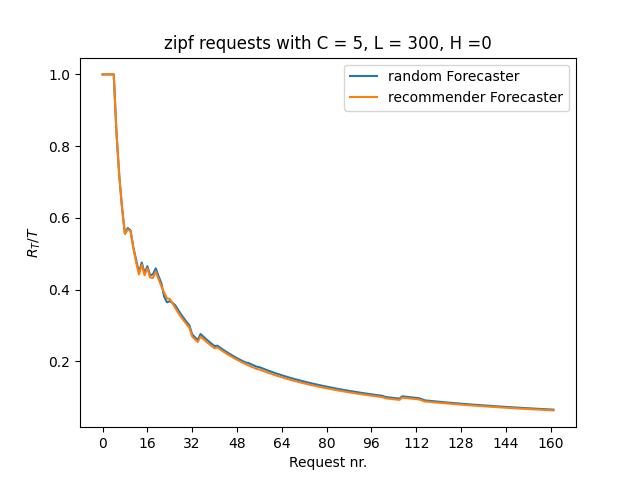 zipf requests with C = 5, L = 300, H =0
random Forecaster
recommender Forecaster
1.0
0.8
0.6
0.4
0.2
R_T/T
0 16 32 48 64 80 96 112 128 144 160
Request nr.